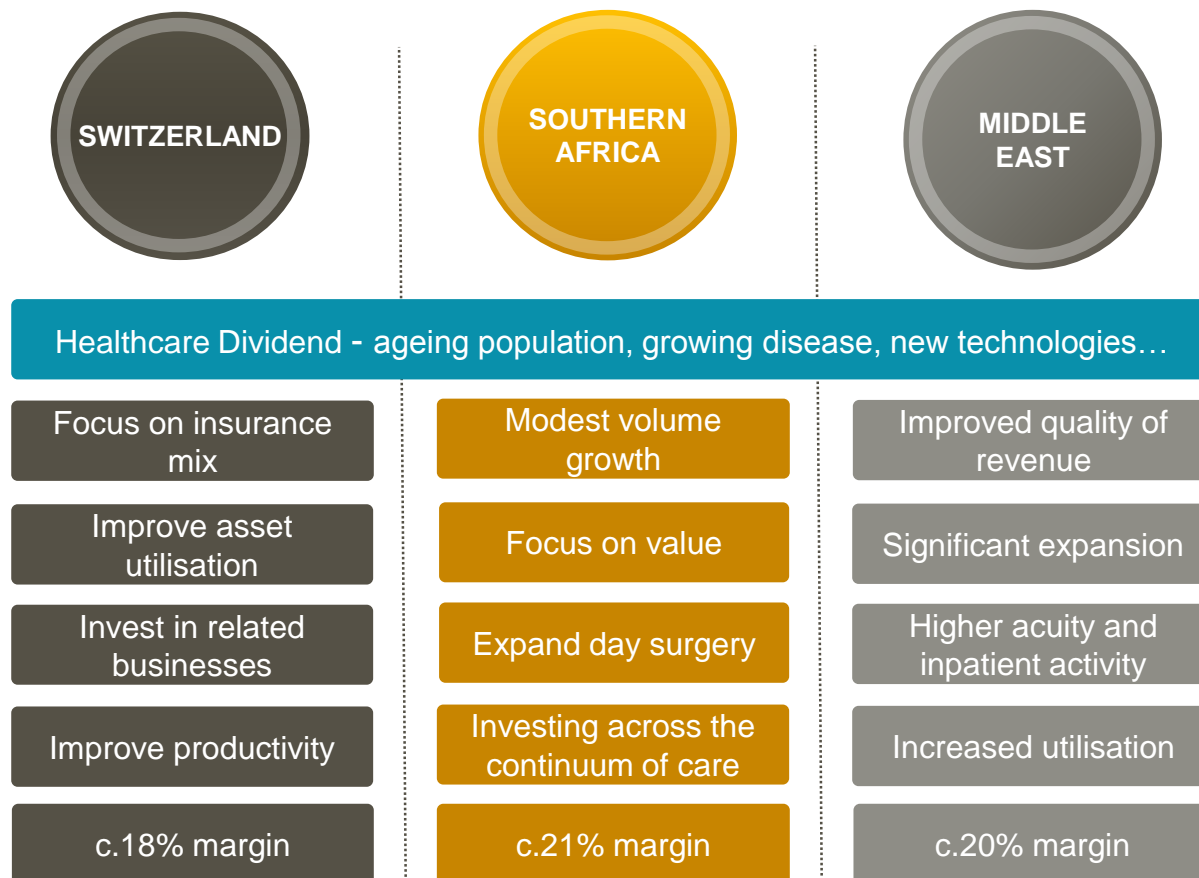 SWITZERLAND
SOUTHERN
AFRICA
MIDDLE
EAST
Healthcare Dividend - ageing population, growing disease, new technologies…
Focus on insurance
mix
Modest volume
growth
Improved quality of
revenue
Improve asset
utilisation
Focus on value
Significant expansion
Invest in related
businesses
Expand day surgery
Higher acuity and
inpatient activity
Improve productivity
Investing across the
continuum of care
Increased utilisation
c.18% margin
c.21% margin
c.20% margin